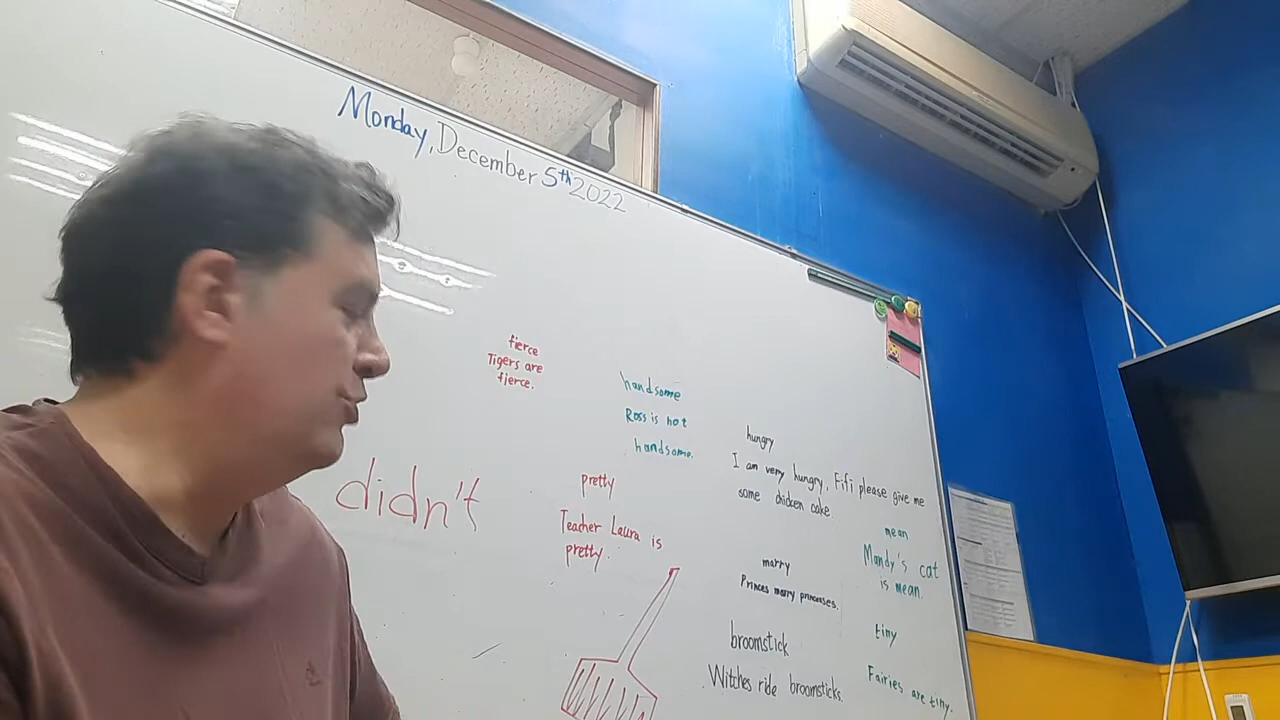 Monday, December 5th 2022
fierce
Tigers are
fierce.
handsome
Ross is not
handsome.
didn't
pretty
Teacher Laura is
pretty.
hungry
I am very hungry, Fifi please give me
some chicken cake.
marry
Princes marry princesses.
broomstick
Witches ride broomsticks.
mean
Mandy's cat
is mean.
tiny
Fairies are tiny.